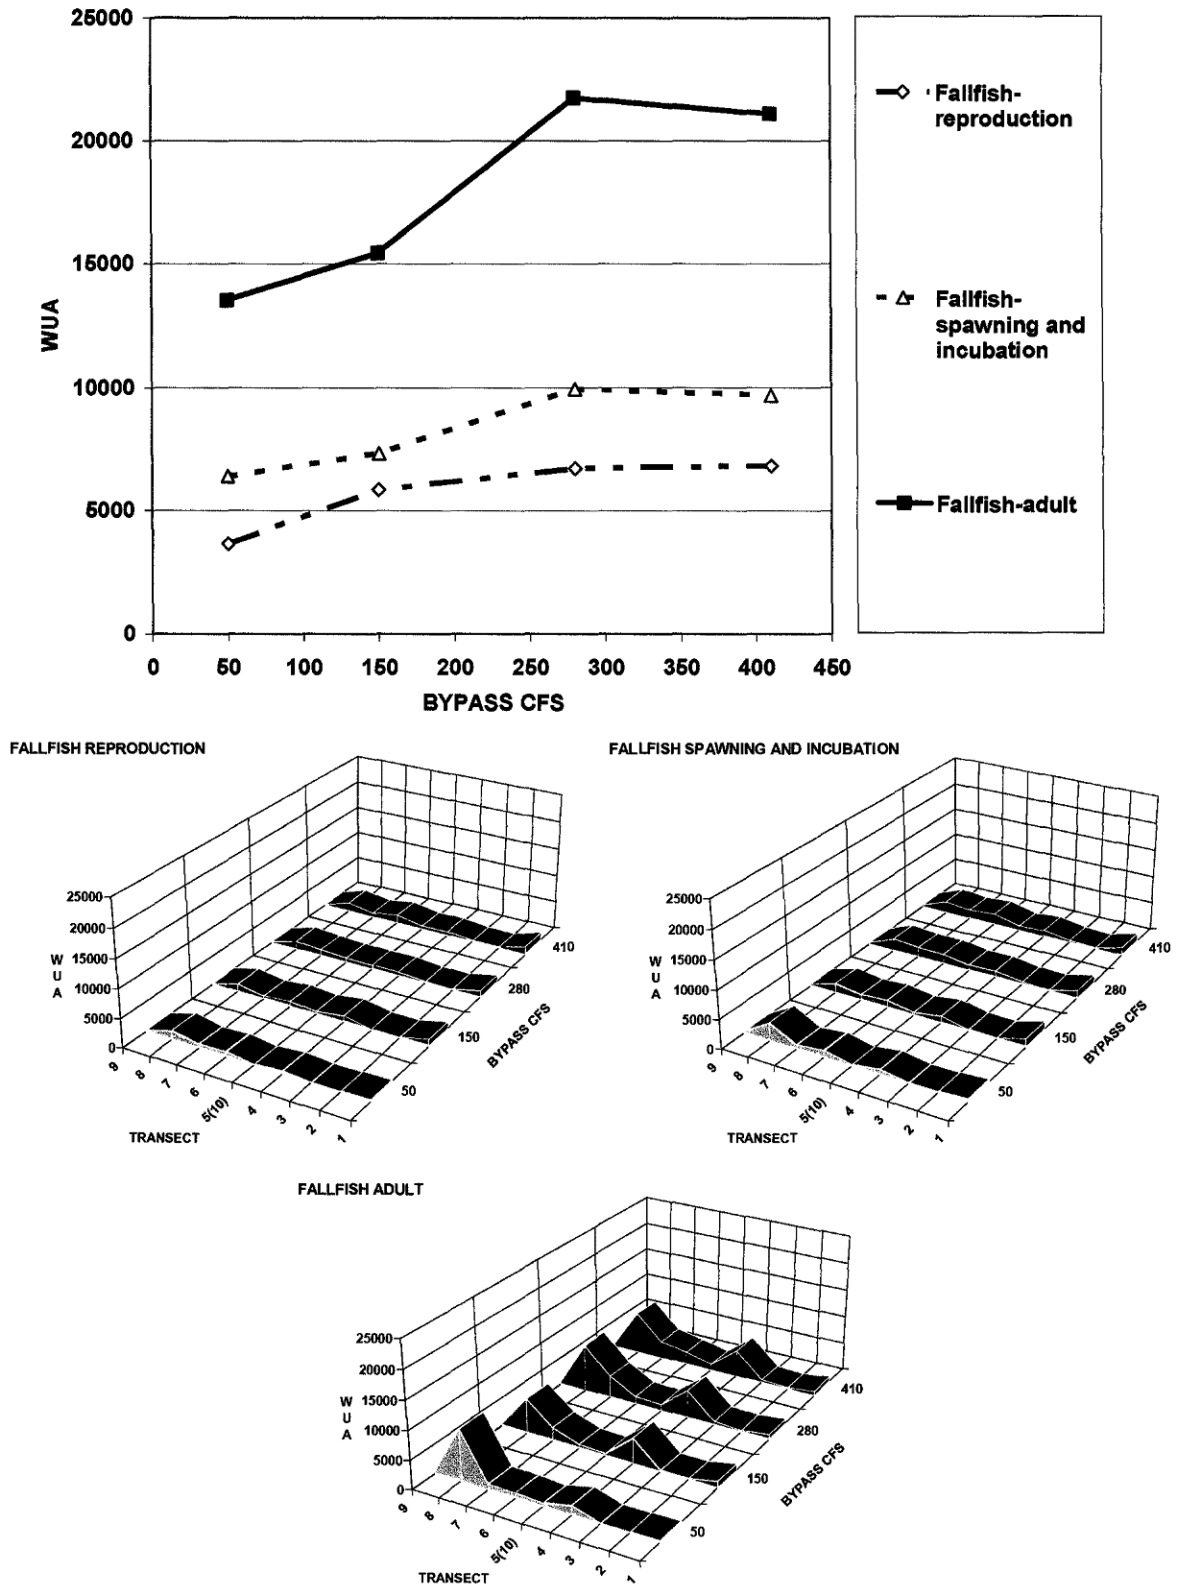 25000
20000
15000
10000
5000
0
WUA
0 50 100 150 200 250 300 350 400 450
BYPASS CFS
Fallfish-
reproduction
Fallfish-
spawning and
incubation
Fallfish-adult
FALLFISH REPRODUCTION
25000
20000
15000
10000
5000
0
W
U
A
9 8 7 6 5(10) 4 3 2 1
TRANSECT
410
280
150
50
BYPASS CFS
FALLFISH SPAWNING AND INCUBATION
25000
20000
15000
10000
5000
0
W
U
A
9 8 7 6 5(10) 4 3 2 1
TRANSECT
410
280
150
50
BYPASS CFS
FALLFISH ADULT
25000
20000
15000
10000
5000
0
W
U
A
9 8 7 6 5(10) 4 3 2 1
TRANSECT
410
280
150
50
BYPASS CFS